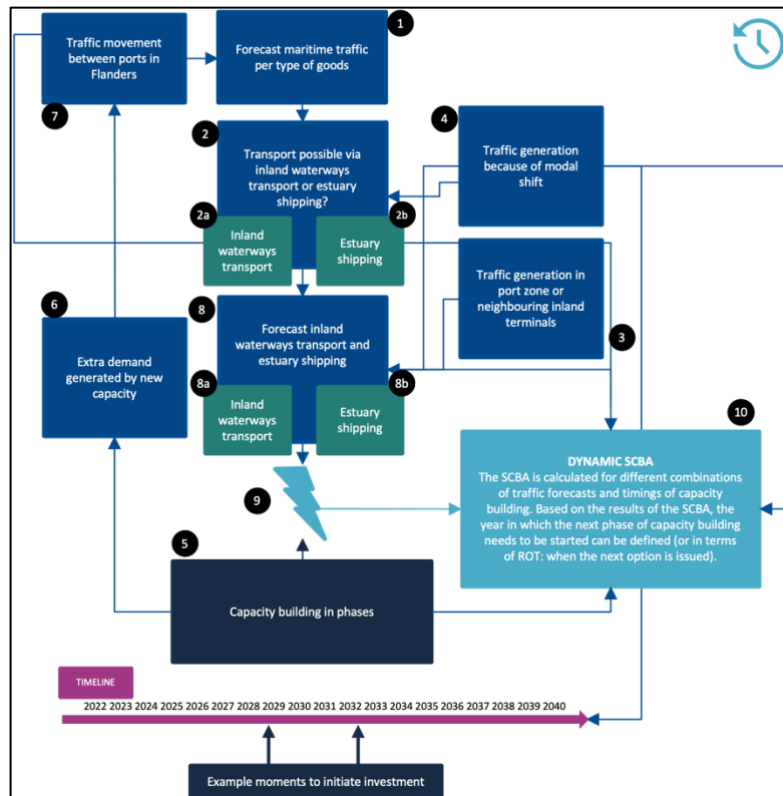 1
Traffic movement
between ports in
Flanders
Forecast maritime traffic
per type of goods
7
2
4
Transport possible via
inland waterways
transport or estuary
shipping?
Traffic generation
because of modal
shift
2a
2b
Inland
waterways
transport
Estuary
shipping
Traffic generation in
port zone or
neighbouring inland
terminals
3
6
8
Extra demand
generated by new
capacity
Forecast inland
waterways transport and
estuary shipping
8a
8b
Inland
waterways
transport
Estuary
shipping
10
DYNAMIC SCBA
The SCBA is calculated for different combinations
of traffic forecasts and timings of capacity
building. Based on the results of the SCBA, the
year in which the next phase of capacity building
needs to be started can be defined (or in terms
of ROT: when the next option is issued).
9
5
Capacity building in phases
TIMELINE
2022 2023 2024 2025 2026 2027 2028 2029 2030 2031 2032 2033 2034 2035 2036 2037 2038 2039 2040
Example moments to initiate investment